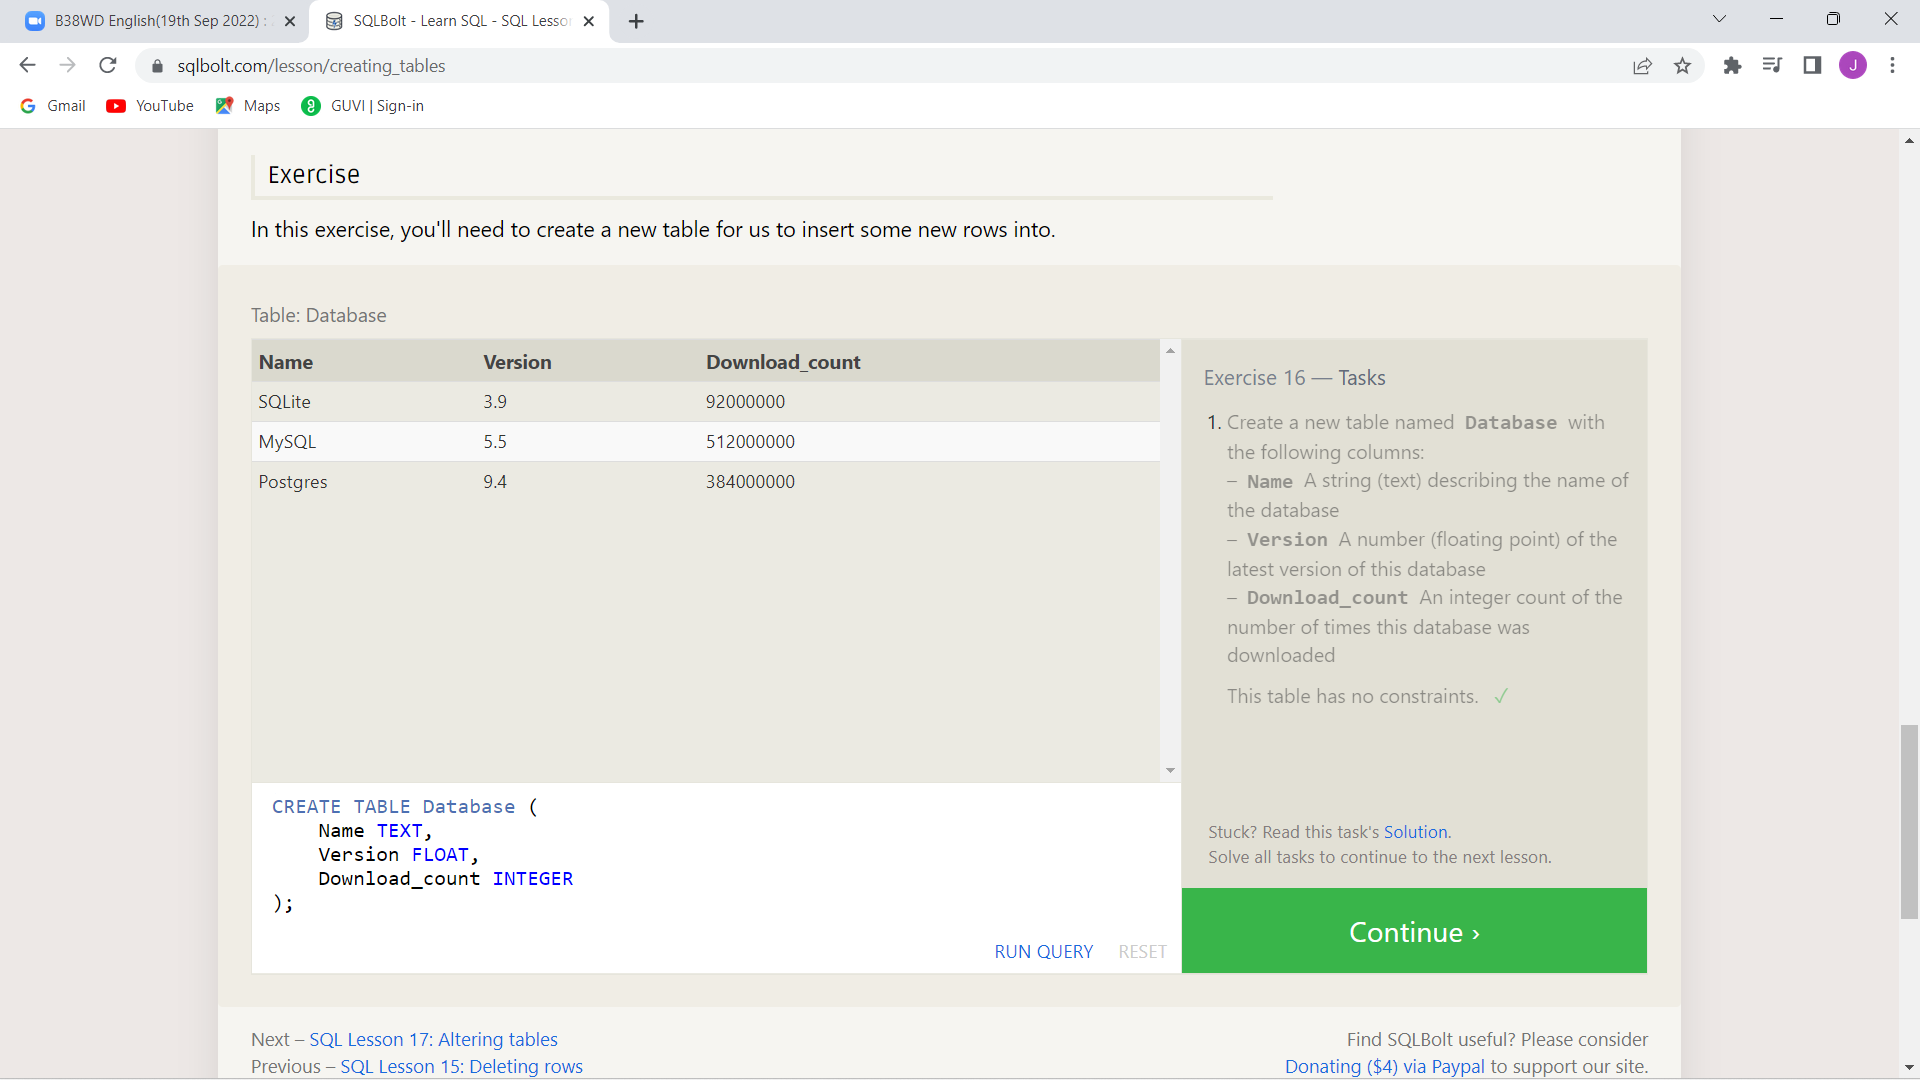 B38WD English(19th Sep 2022) :
SQLBolt - Learn SQL - SQL Lesso
sqlbolt.com/lesson/creating_tables
J
Gmail
YouTube
Maps
GUVI | Sign-in
Exercise
In this exercise, you'll need to create a new table for us to insert some new rows into.
Table: Database
Name Version Download_count
SQLite 3.9 92000000
MySQL 5.5 512000000
Postgres 9.4 384000000
Exercise 16 — Tasks
1. Create a new table named Database with
the following columns:
– Name A string (text) describing the name of
the database
– Version A number (floating point) of the
latest version of this database
– Download_count An integer count of the
number of times this database was
downloaded
This table has no constraints. ✓
CREATE TABLE Database (
Name TEXT,
Version FLOAT,
Download_count INTEGER
);
RUN QUERY RESET
Stuck? Read this task's Solution.
Solve all tasks to continue to the next lesson.
Continue ›
Next – SQL Lesson 17: Altering tables
Previous – SQL Lesson 15: Deleting rows
Find SQLBolt useful? Please consider
Donating ($4) via Paypal to support our site.